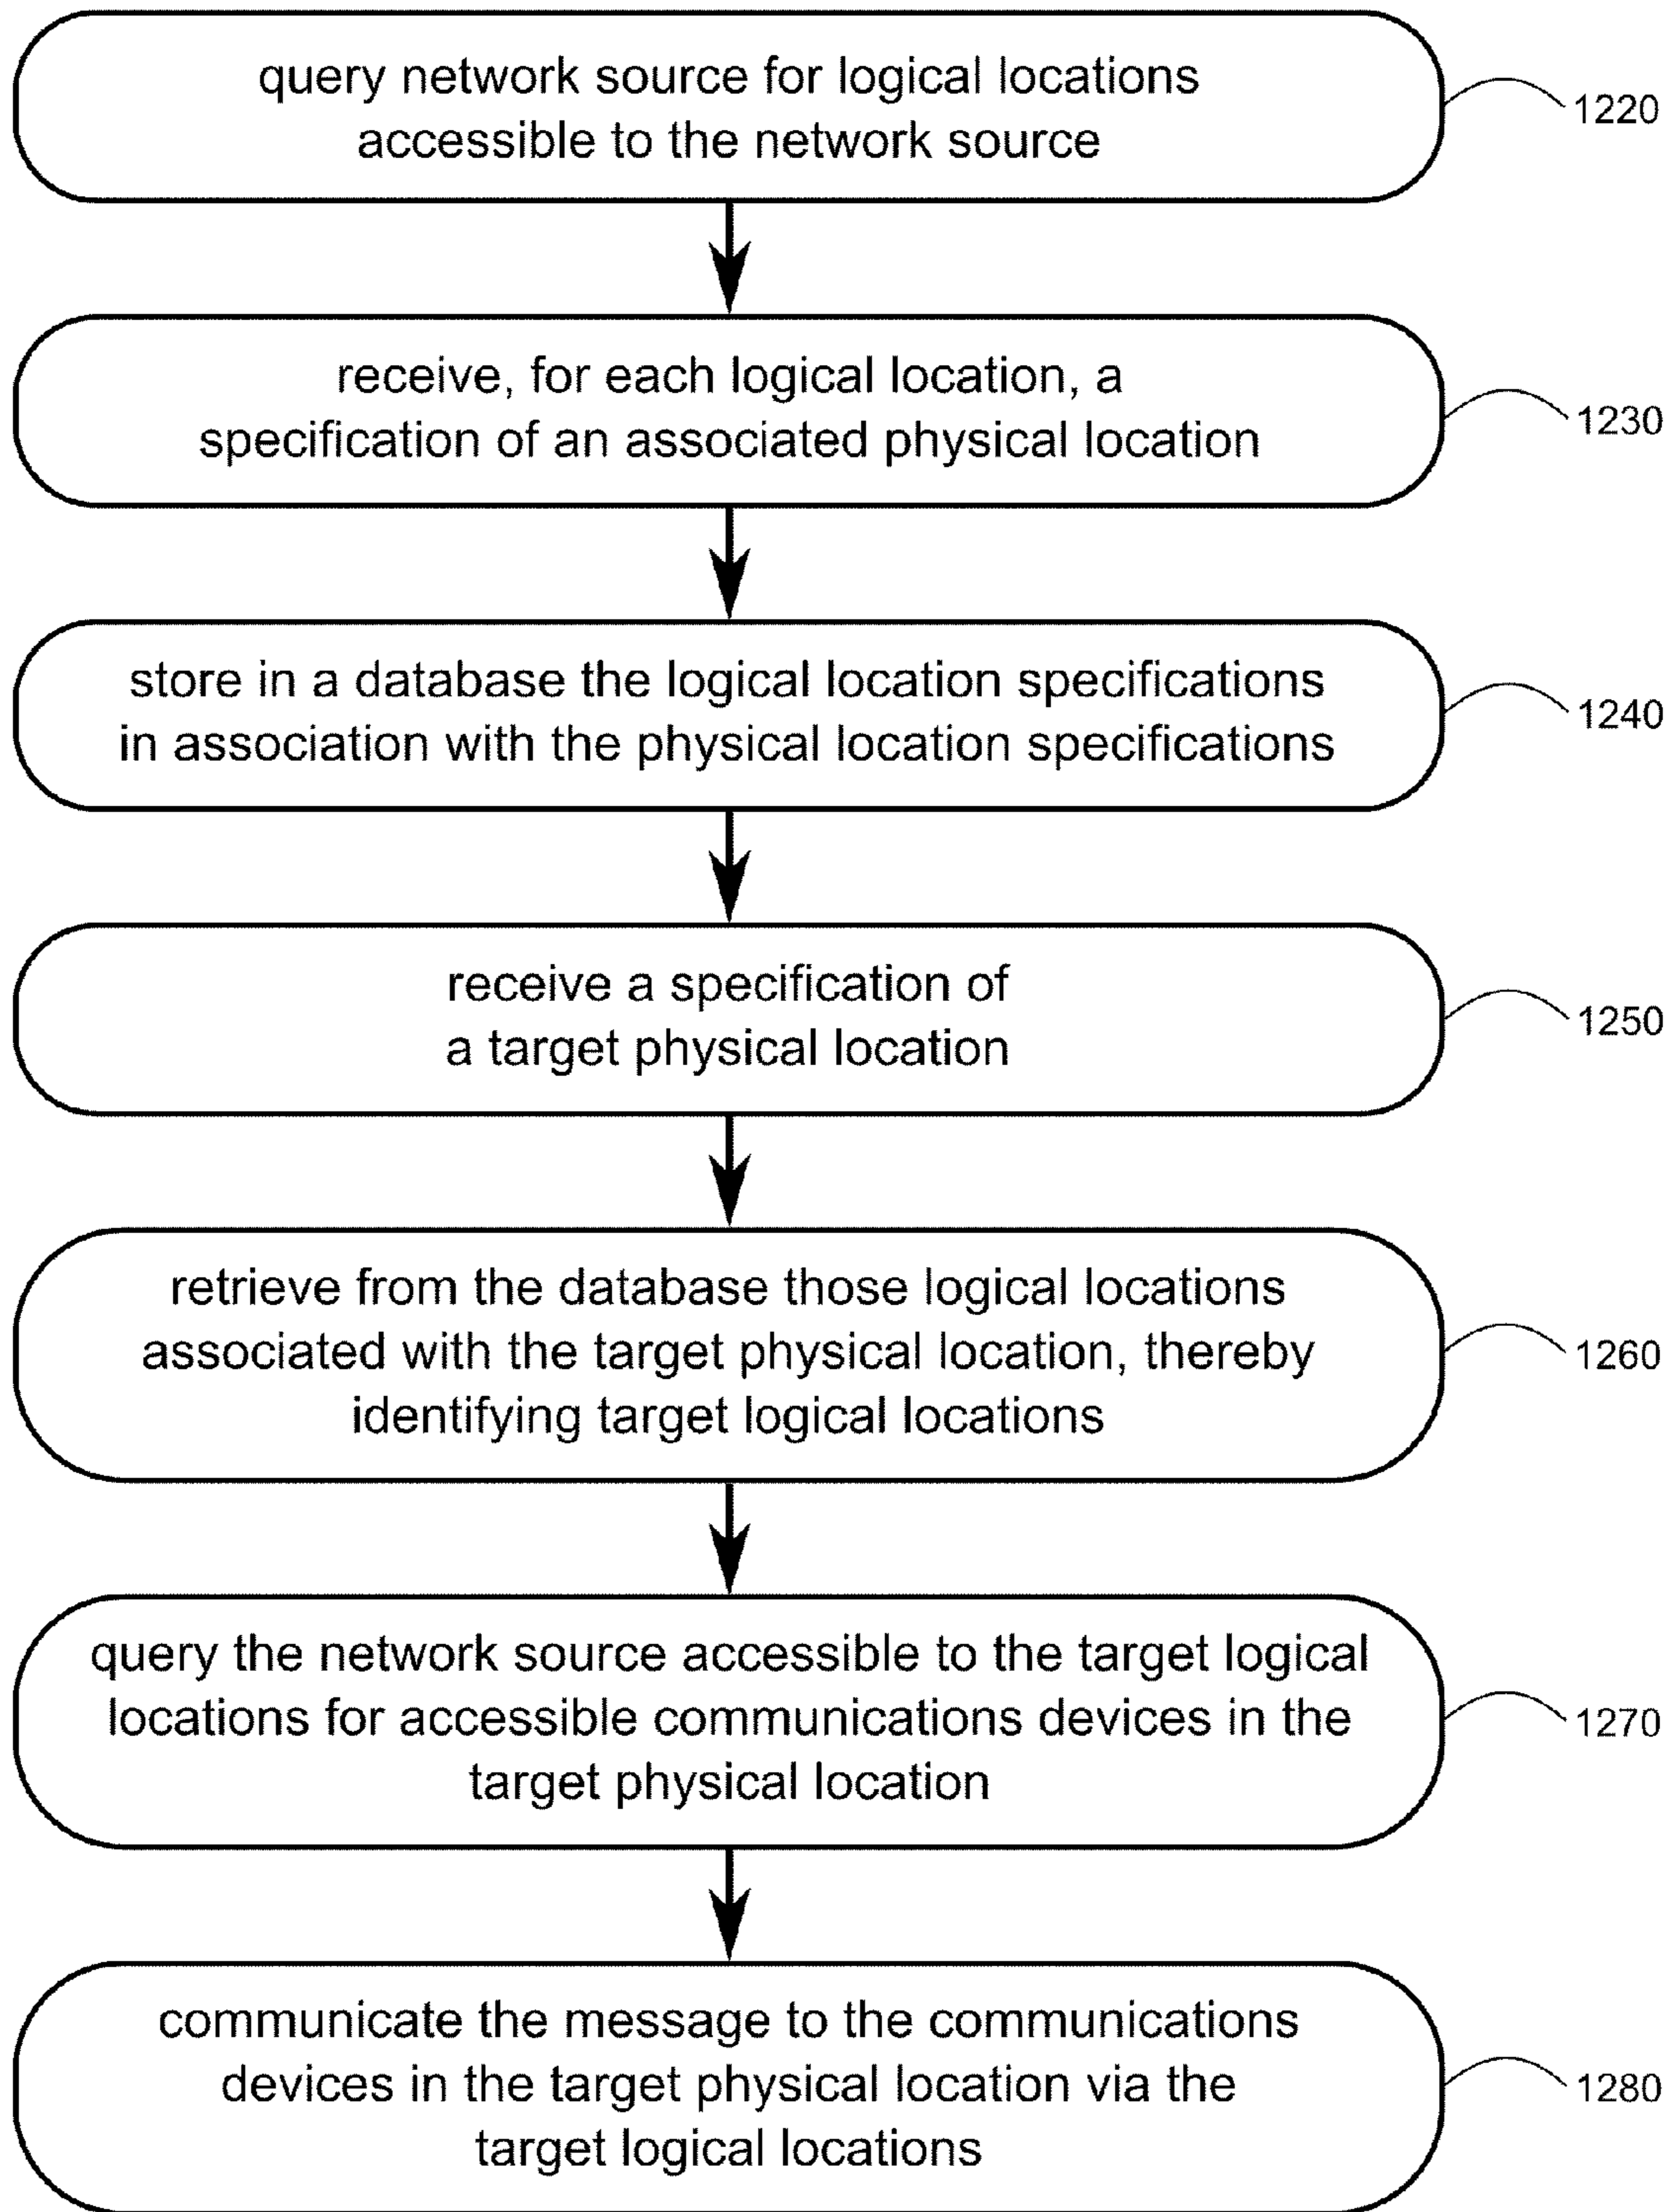 query network source for logical locations
accessible to the network source
1220
receive, for each logical location, a
specification of an associated physical location
1230
store in a database the logical location specifications
in association with the physical location specifications
1240
receive a specification of
a target physical location
1250
retrieve from the database those logical locations
associated with the target physical location, thereby
identifying target logical locations
1260
query the network source accessible to the target logical
locations for accessible communications devices in the
target physical location
1270
communicate the message to the communications
devices in the target physical location via the
target logical locations
1280